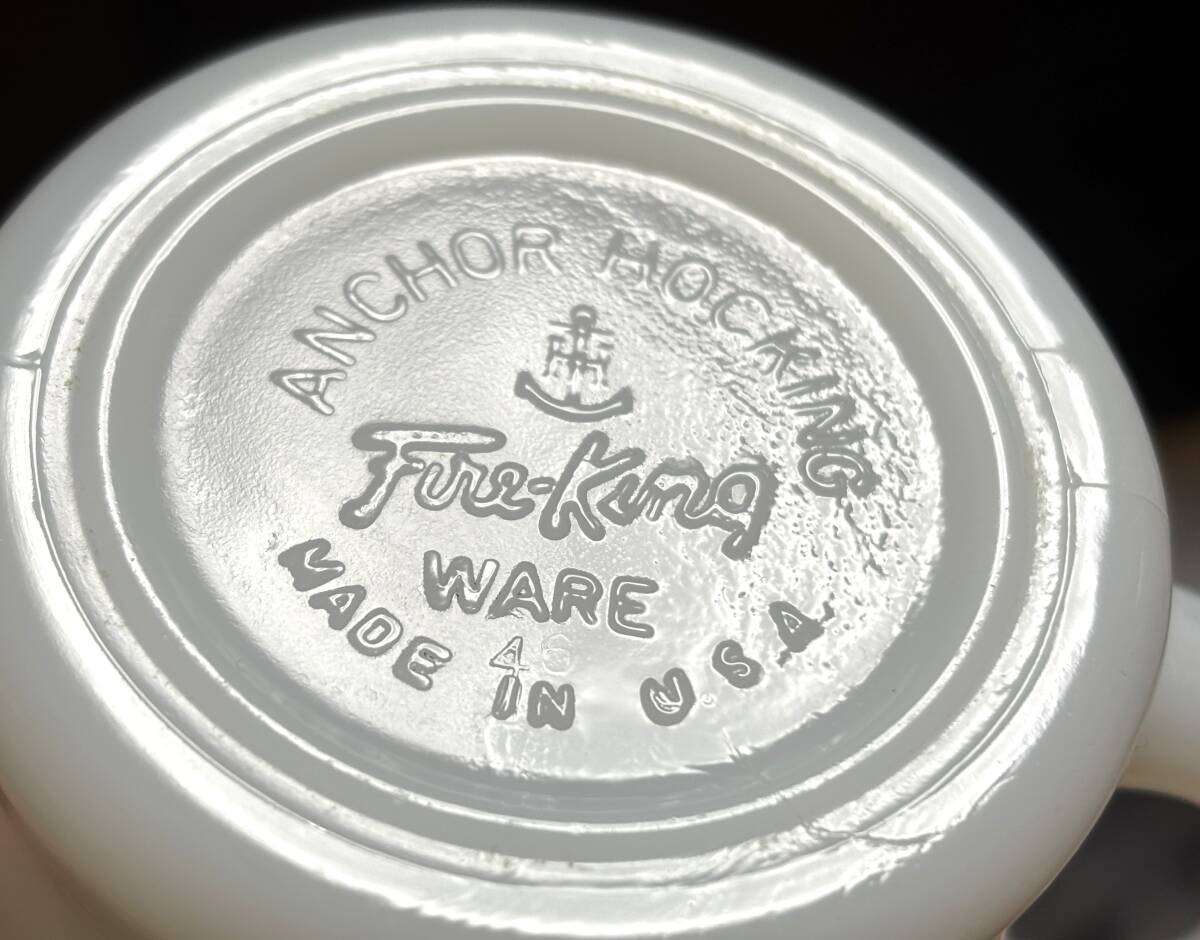 ANCHOR HOCKING
Fire-King
WARE
46
MADE IN U.S.A